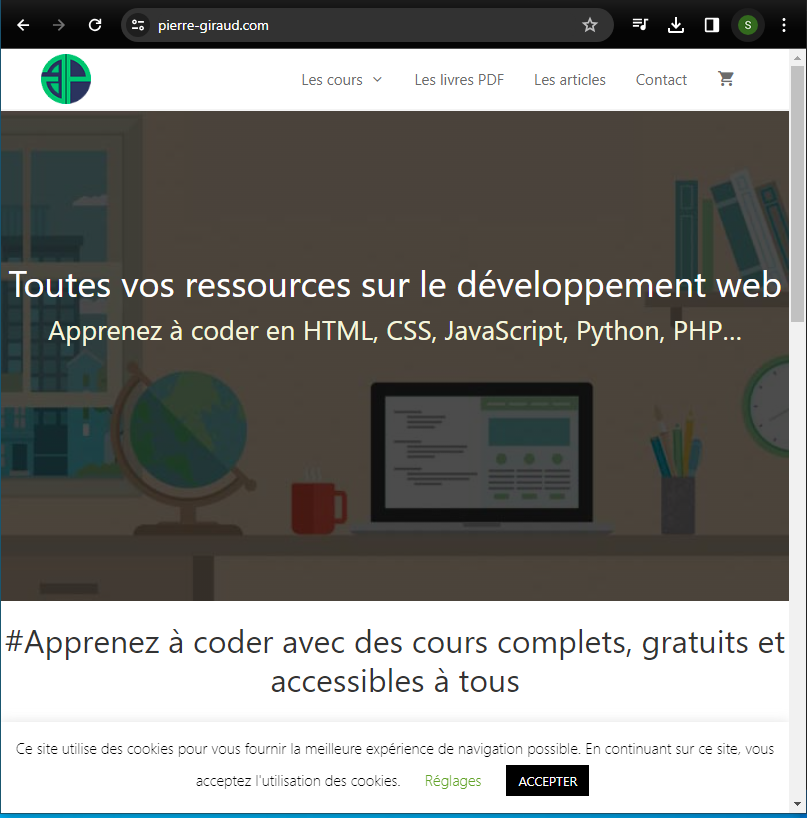 pierre-giraud.com
S
Les cours
Les livres PDF
Les articles
Contact
Toutes vos ressources sur le développement web
Apprenez à coder en HTML, CSS, JavaScript, Python, PHP...
#Apprenez à coder avec des cours complets, gratuits et
accessibles à tous
Ce site utilise des cookies pour vous fournir la meilleure expérience de navigation possible. En continuant sur ce site, vous
acceptez l'utilisation des cookies. Réglages ACCEPTER